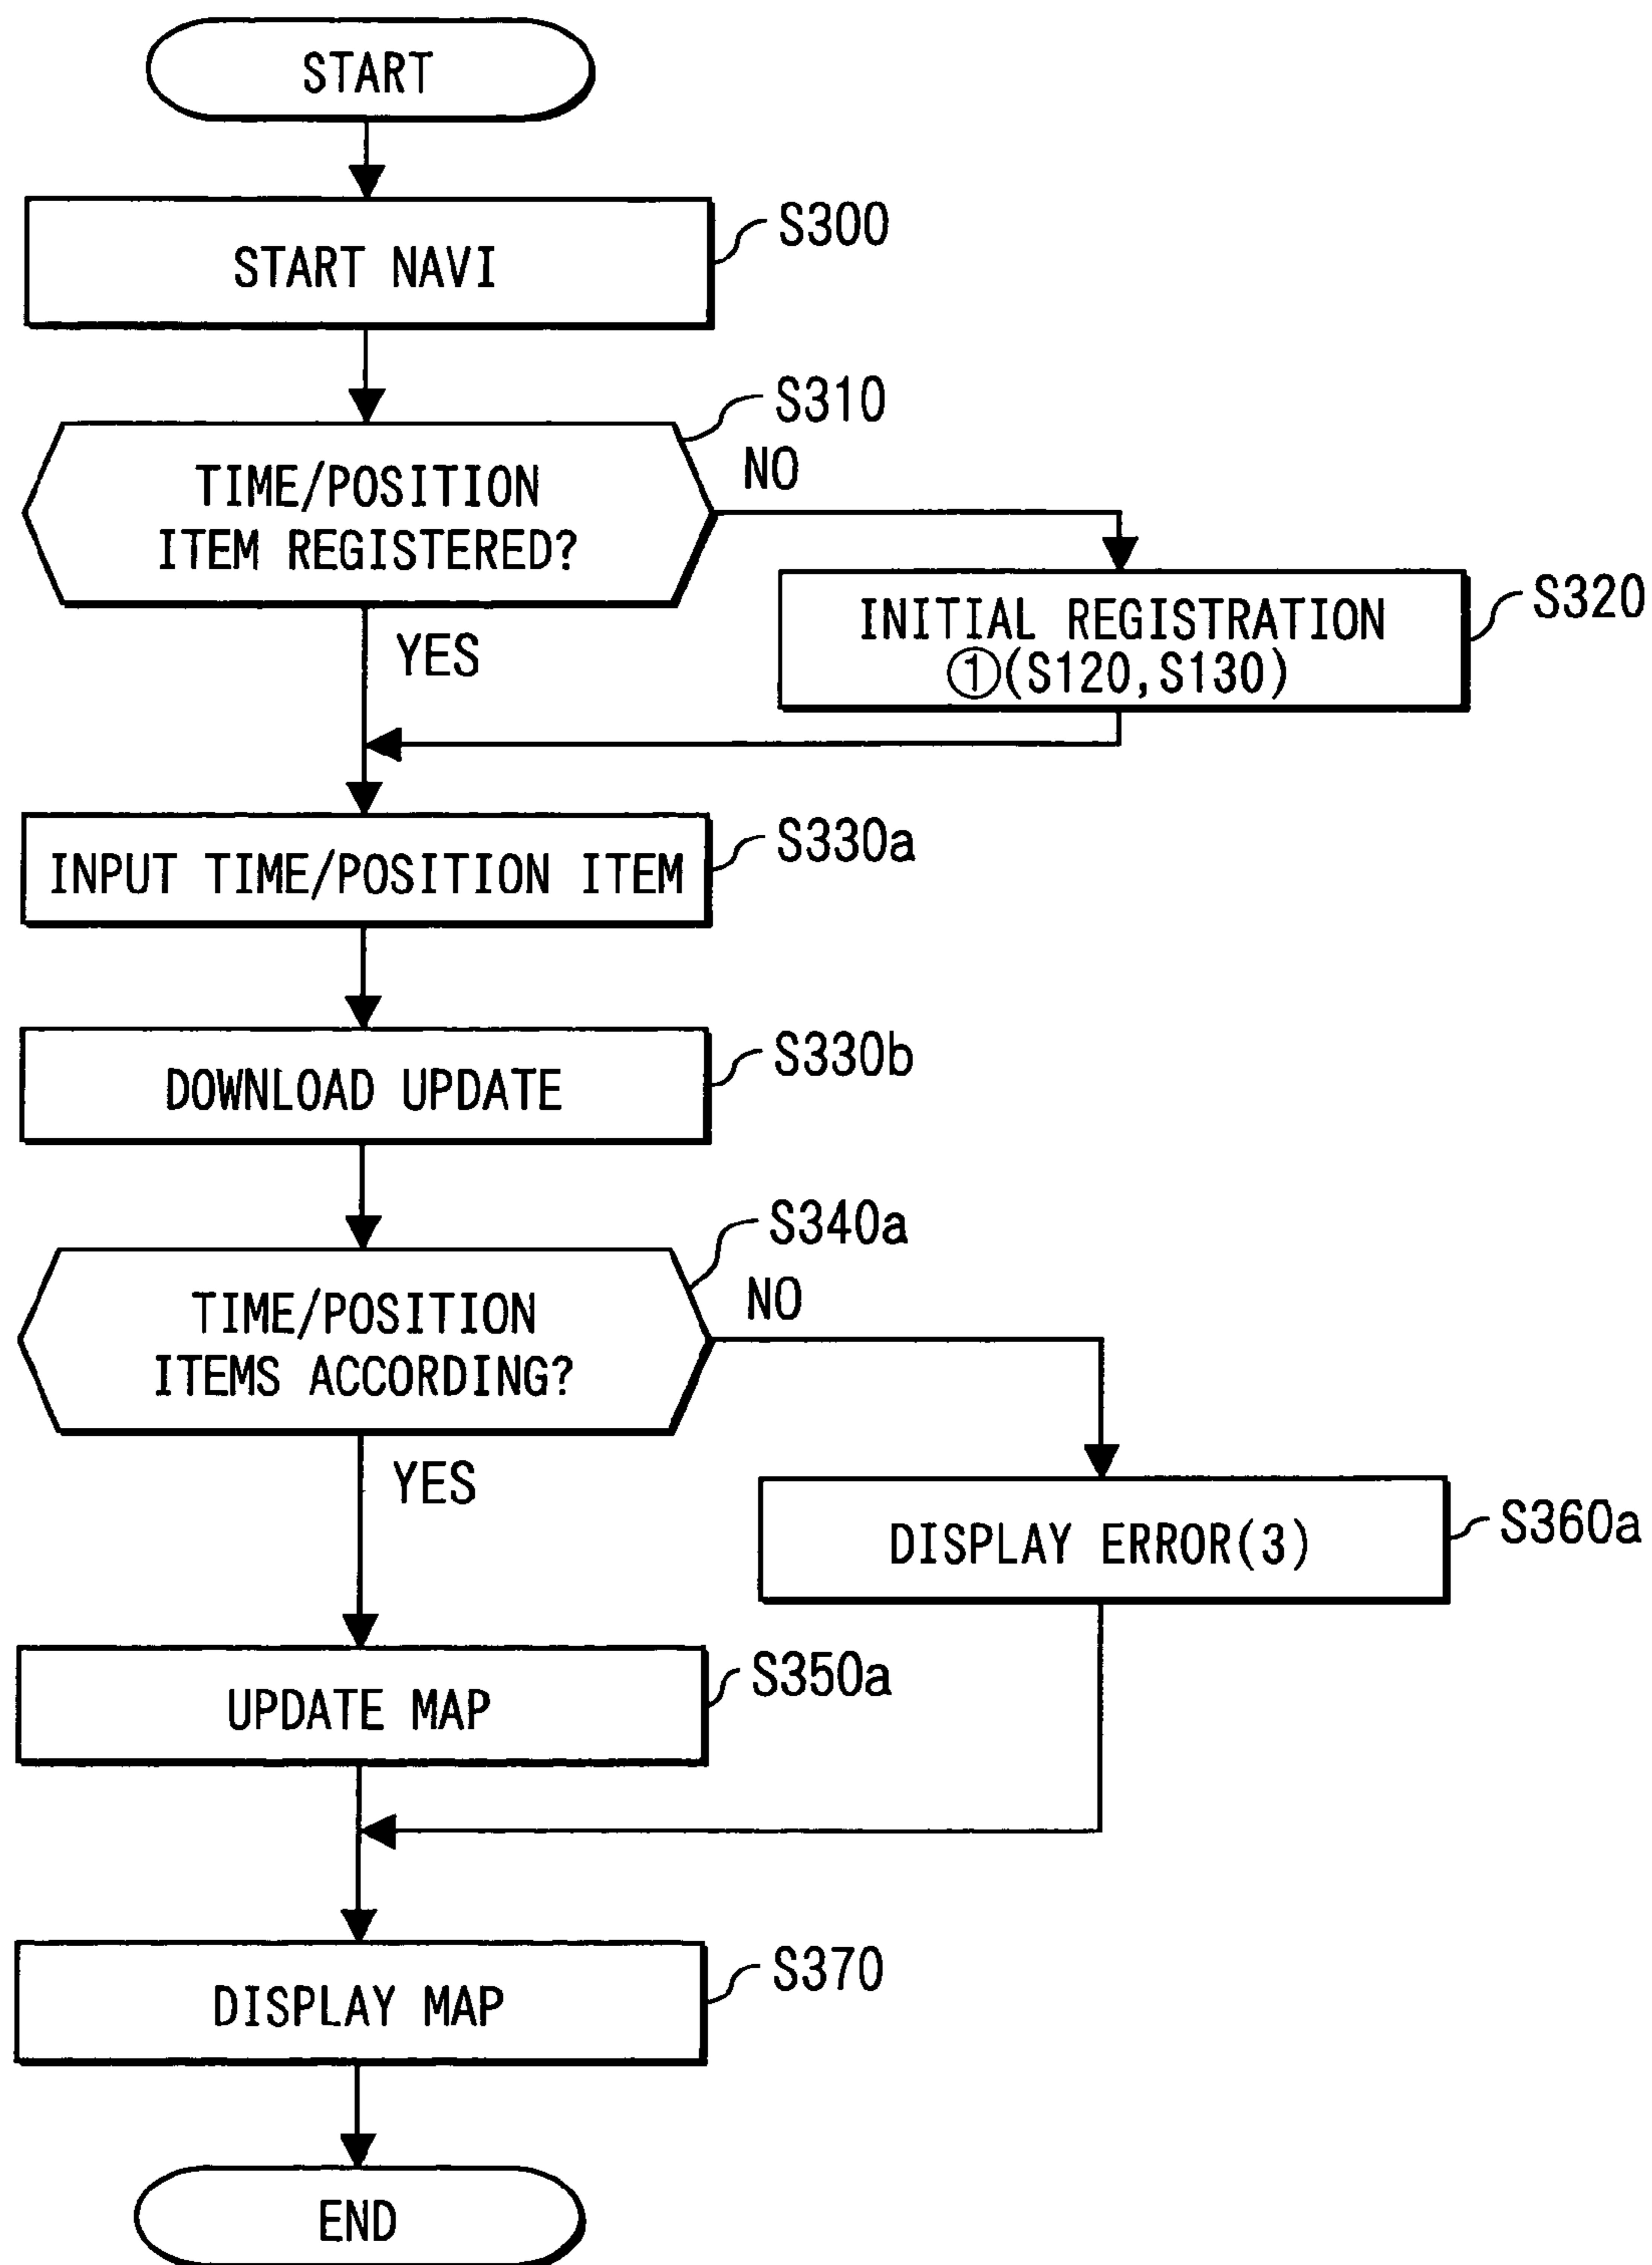 START
START NAVI
S300
S310
TIME/POSITION
ITEM REGISTERED?
NO
YES
INITIAL REGISTRATION
①(S120,S130)
S320
INPUT TIME/POSITION ITEM
S330a
DOWNLOAD UPDATE
S330b
S340a
TIME/POSITION
ITEMS ACCORDING?
NO
YES
DISPLAY ERROR(3)
S360a
UPDATE MAP
S350a
DISPLAY MAP
S370
END